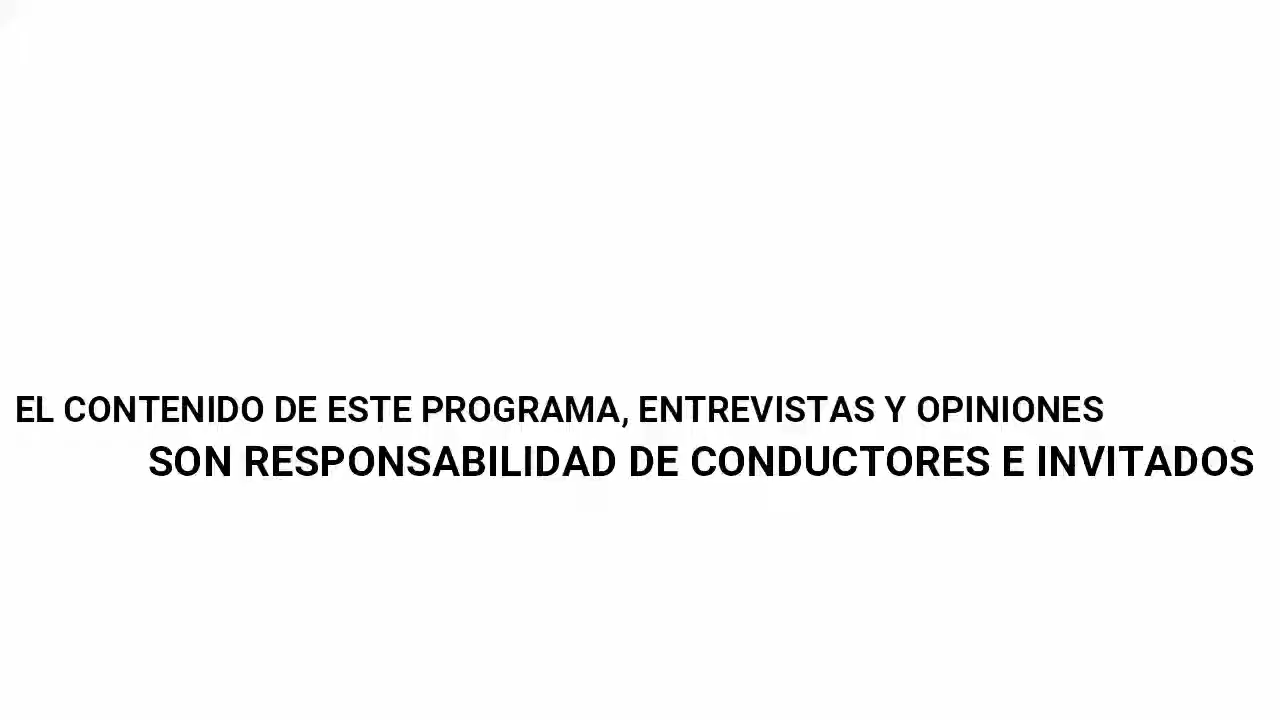 EL CONTENIDO DE ESTE PROGRAMA, ENTREVISTAS Y OPINIONES
SON RESPONSABILIDAD DE CONDUCTORES E INVITADOS